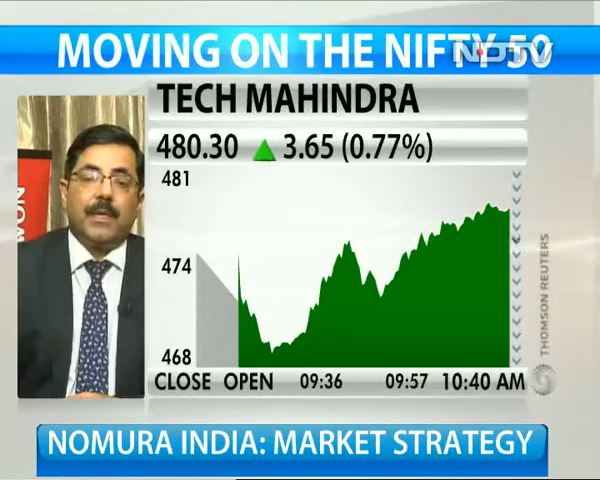 MOVING ON THE NIFTY 50
NDTV
TECH MAHINDRA
480.30 ▲ 3.65 (0.77%)
481
474
468
CLOSE OPEN 09:36 09:57 10:40 AM
THOMSON REUTERS
NOMURA INDIA: MARKET STRATEGY